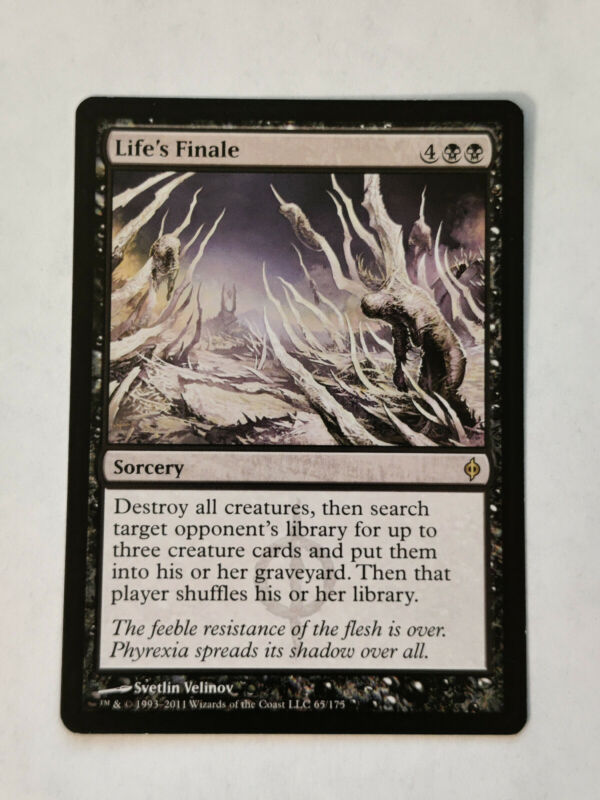 Life's Finale 4
Sorcery
Destroy all creatures, then search
target opponent's library for up to
three creature cards and put them
into his or her graveyard. Then that
player shuffles his or her library.
The feeble resistance of the flesh is over.
Phyrexia spreads its shadow over all.
Svetlin Velinov
™ & © 1993–2011 Wizards of the Coast LLC 65/175